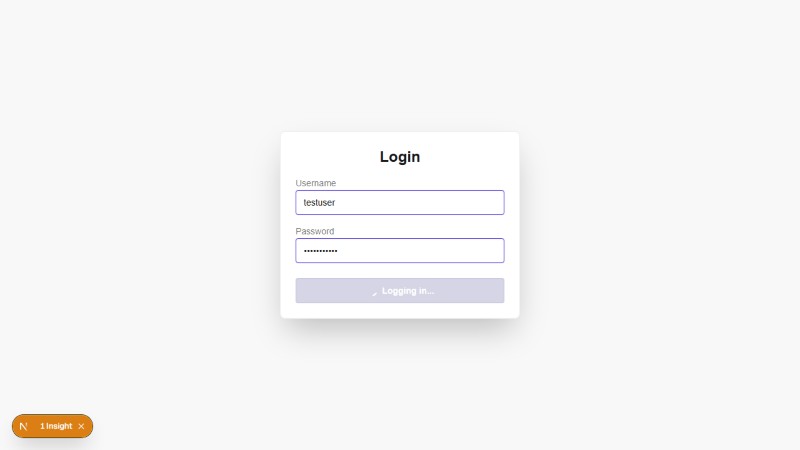 Login
Username
testuser
Password
•••••••••••
Logging in...
N 1 Insight ×